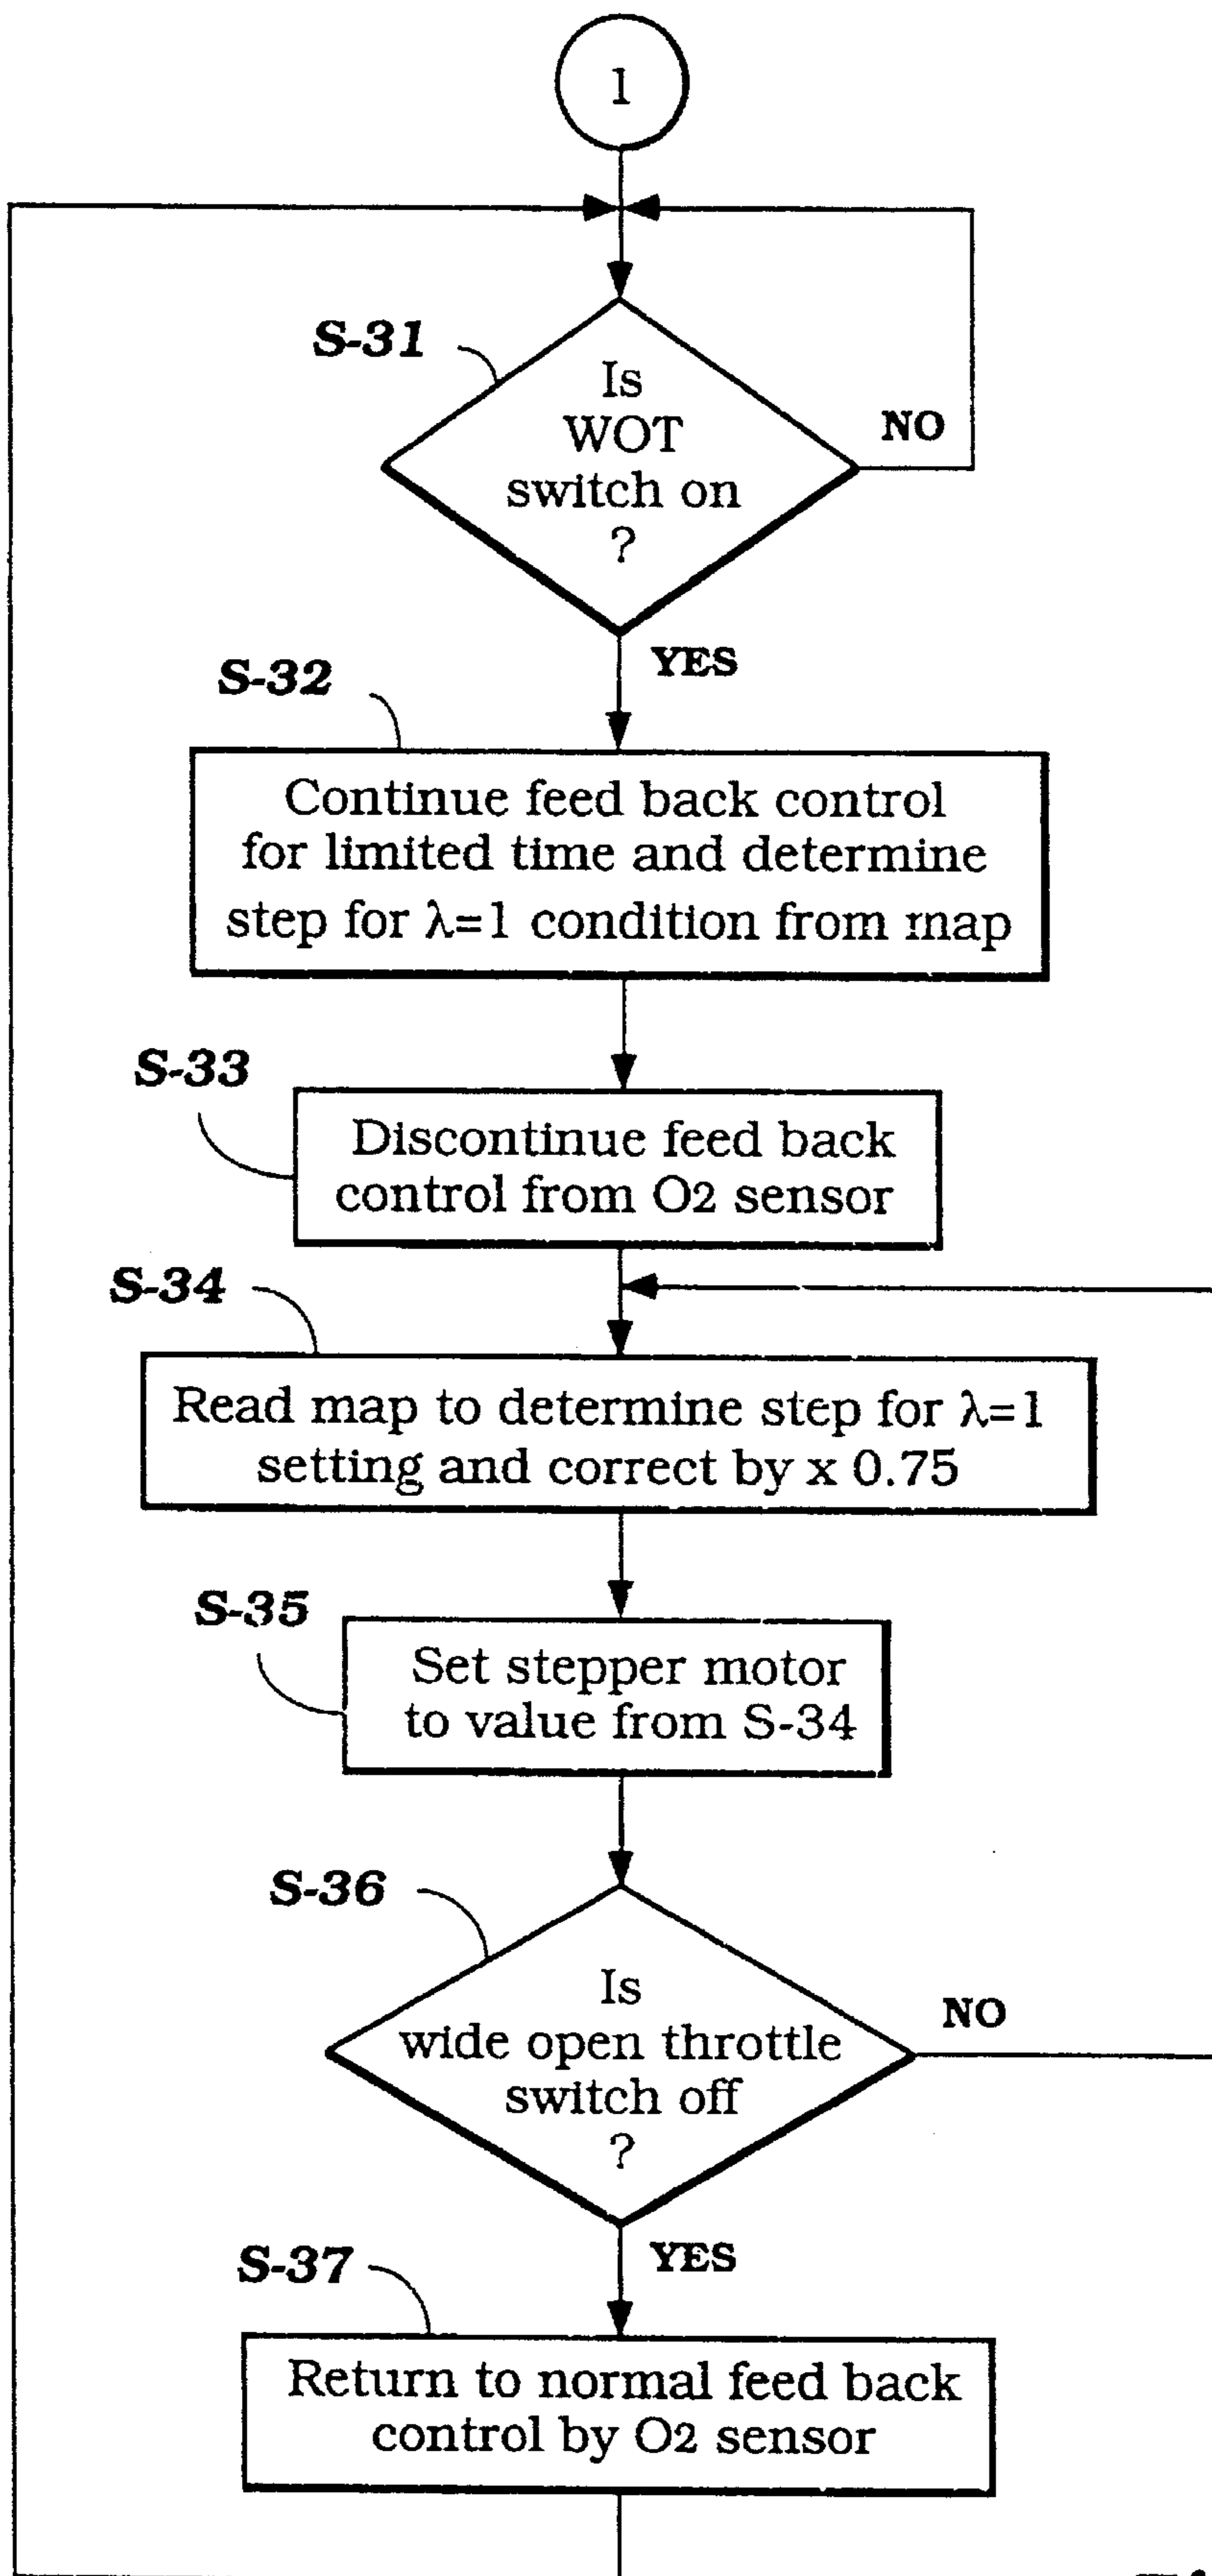 1
S-31
Is
WOT
switch on
?
NO
YES
S-32
Continue feed back control
for limited time and determine
step for λ=1 condition from map
S-33
Discontinue feed back
control from O2 sensor
S-34
Read map to determine step for λ=1
setting and correct by x 0.75
S-35
Set stepper motor
to value from S-34
S-36
Is
wide open throttle
switch off
?
NO
YES
S-37
Return to normal feed back
control by O2 sensor